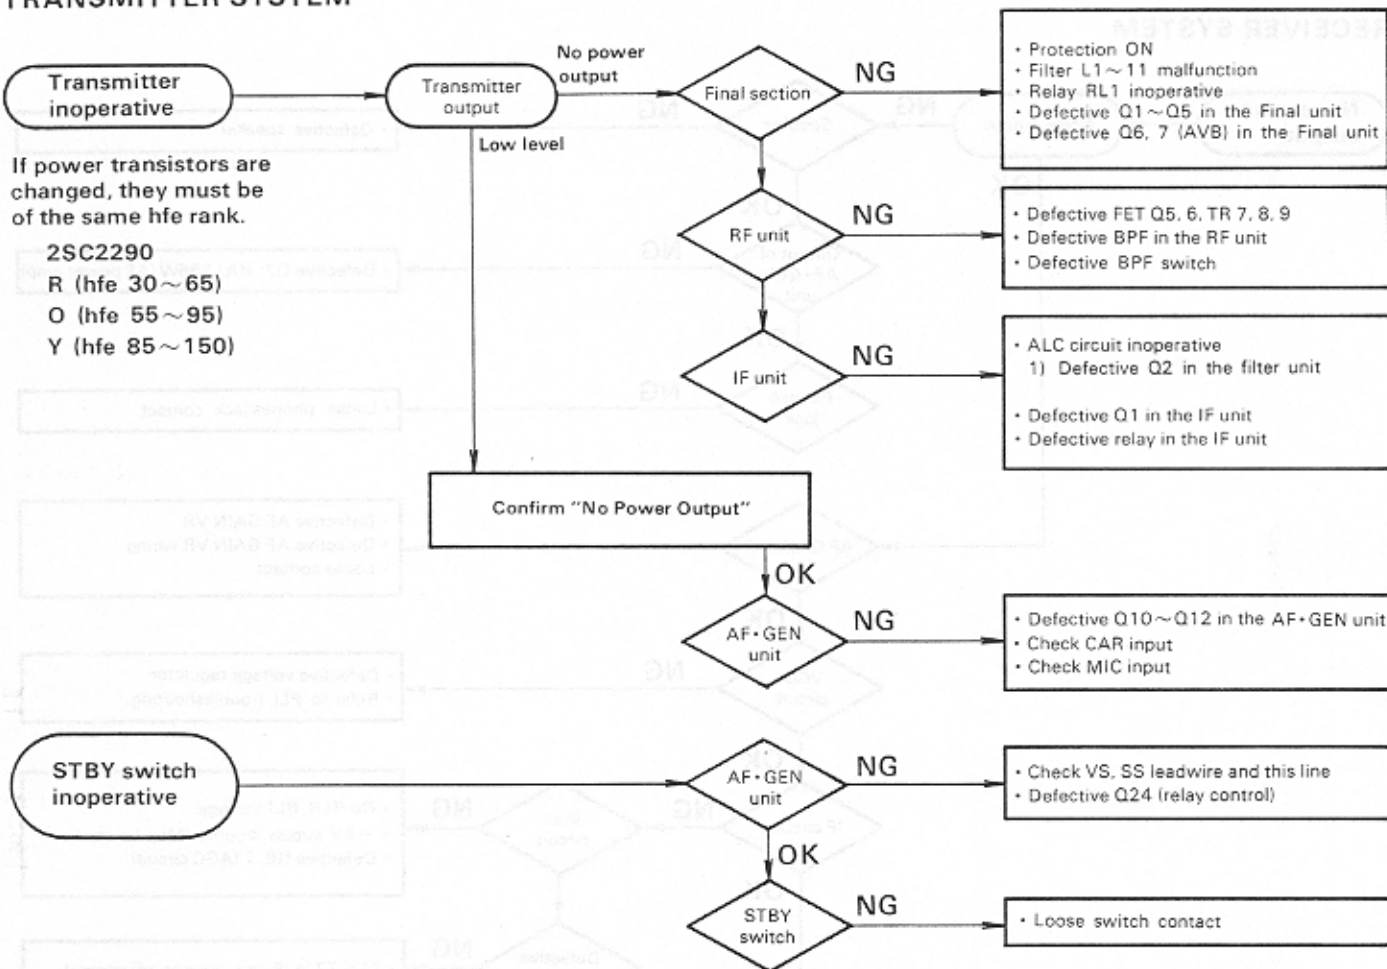 TRANSMITTER SYSTEM
Transmitter
inoperative
Transmitter
output
No power
output
Low level
Final section
NG
• Protection ON
• Filter L1~11 malfunction
• Relay RL1 inoperative
• Defective Q1~Q5 in the Final unit
• Defective Q6, 7 (AVB) in the Final unit
If power transistors are
changed, they must be
of the same hfe rank.
2SC2290
R (hfe 30~65)
O (hfe 55~95)
Y (hfe 85~150)
RF unit
NG
• Defective FET Q5, 6, TR 7, 8, 9
• Defective BPF in the RF unit
• Defective BPF switch
IF unit
NG
• ALC circuit inoperative
1) Defective Q2 in the filter unit
• Defective Q1 in the IF unit
• Defective relay in the IF unit
Confirm "No Power Output"
OK
AF•GEN
unit
NG
• Defective Q10~Q12 in the AF•GEN unit
• Check CAR input
• Check MIC input
STBY switch
inoperative
AF•GEN
unit
NG
• Check VS, SS leadwire and this line
• Defective Q24 (relay control)
OK
STBY
switch
NG
• Loose switch contact